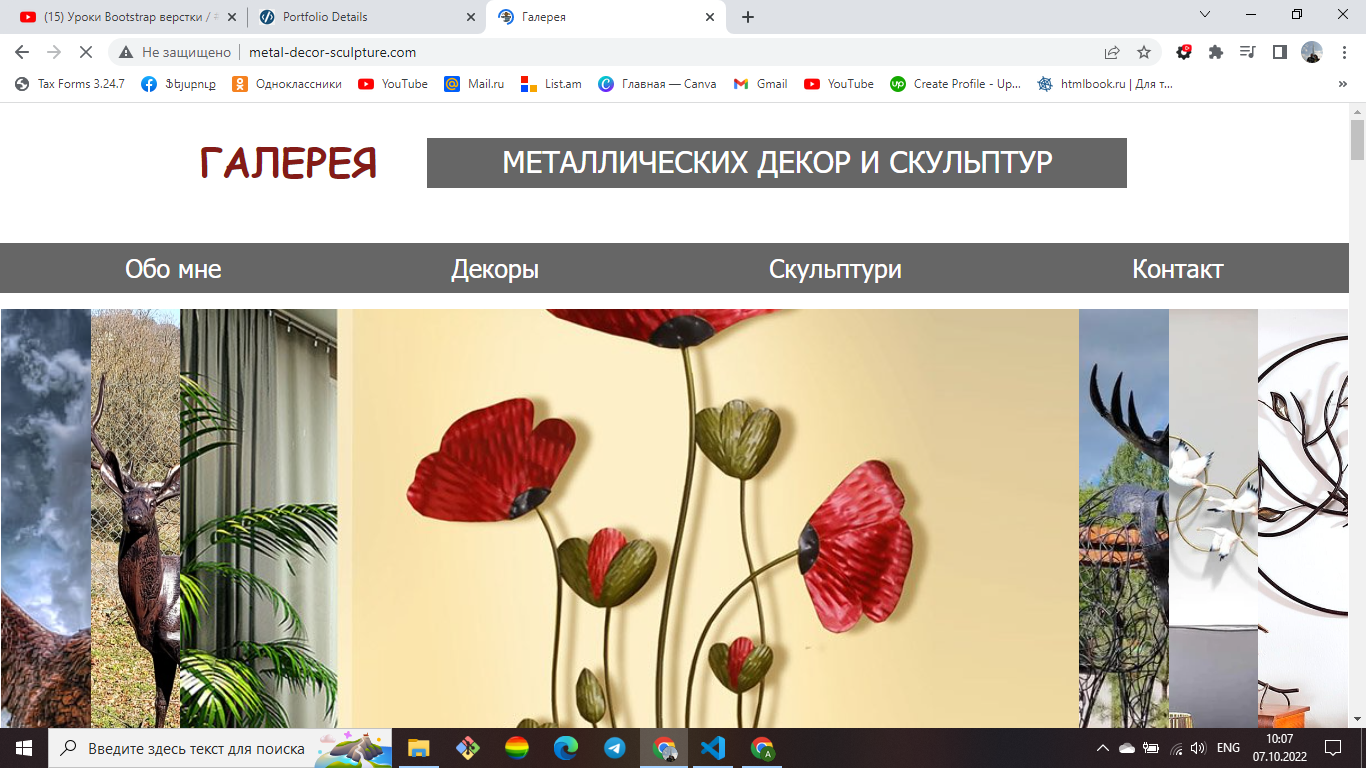 (15) Уроки Bootstrap верстки /
Portfolio Details
Галерея
Не защищено
metal-decor-sculpture.com
Tax Forms 3.24.7
Ֆեյսբուք
Одноклассники
YouTube
Mail.ru
List.am
Главная — Canva
Gmail
YouTube
Create Profile - Up...
htmlbook.ru | Для т...
ГАЛЕРЕЯ
МЕТАЛЛИЧЕСКИХ ДЕКОР И СКУЛЬПТУР
Обо мне
Декоры
Скульптури
Контакт
Введите здесь текст для поиска
ENG
10:07
07.10.2022